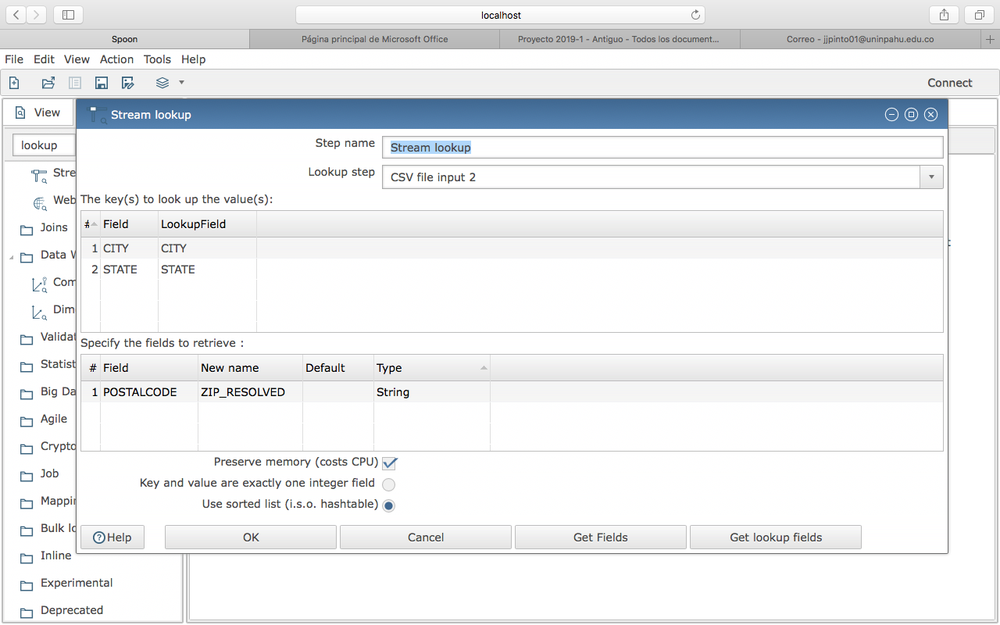 localhost
Spoon
Página principal de Microsoft Office
Proyecto 2019-1 - Antiguo - Todos los document...
Correo - jjpinto01@uninpahu.edu.co
File Edit View Action Tools Help
Connect
View
Stream lookup
lookup
Step name
Stream lookup
Lookup step
CSV file input 2
The key(s) to look up the value(s):
# Field LookupField
1 CITY CITY
2 STATE STATE
Specify the fields to retrieve :
# Field New name Default Type
1 POSTALCODE ZIP_RESOLVED String
Preserve memory (costs CPU)
Key and value are exactly one integer field
Use sorted list (i.s.o. hashtable)
Help
OK
Cancel
Get Fields
Get lookup fields
Stre
Web
Joins
Data W
Com
Dime
Validat
Statist
Big Da
Agile
Crypto
Job
Mappin
Bulk lo
Inline
Experimental
Deprecated